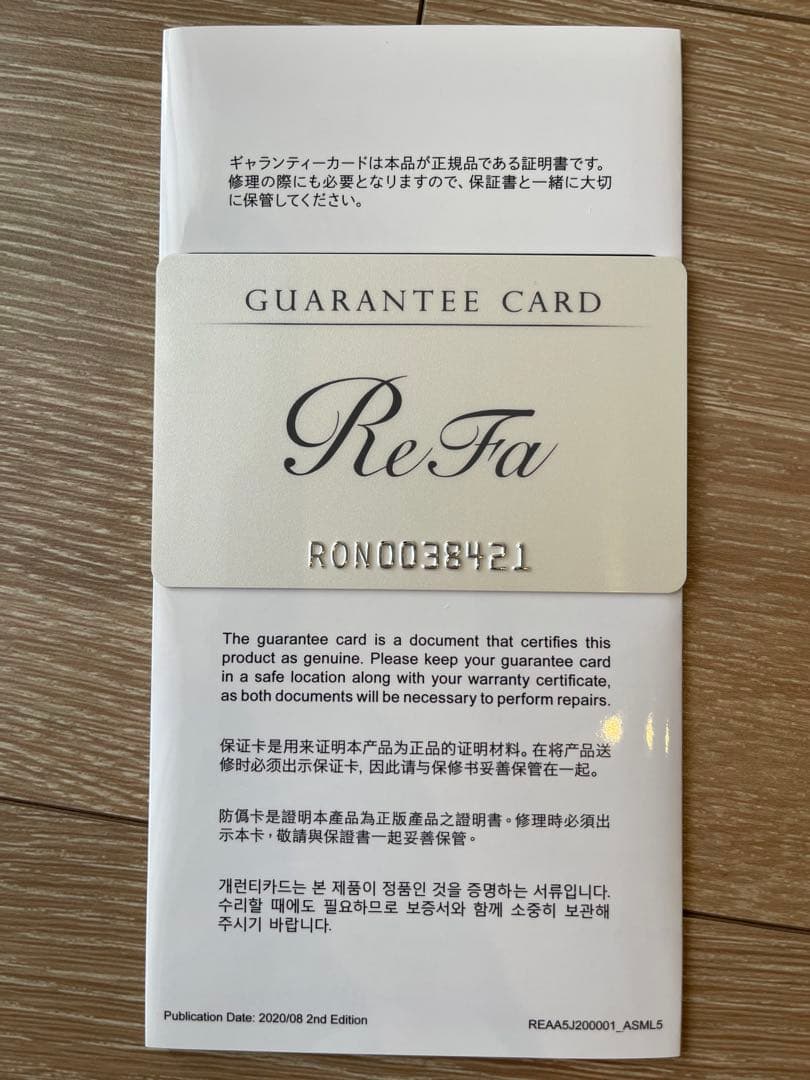 ギャランティーカードは本品が正規品である証明書です。
修理の際にも必要となりますので、保証書と一緒に大切
に保管してください。
GUARANTEE CARD
ReFa
RON0038421
The guarantee card is a document that certifies this
product as genuine. Please keep your guarantee card
in a safe location along with your warranty certificate,
as both documents will be necessary to perform repairs.
保证卡是用来证明本产品为正品的证明材料。在将产品送
修时必须出示保证卡, 因此请与保修书妥善保管在一起。
防僞卡是證明本產品為正版產品之證明書。修理時必須出
示本卡，敬請與保證書一起妥善保管。
개런티카드는 본 제품이 정품인 것을 증명하는 서류입니다.
수리할 때에도 필요하므로 보증서와 함께 소중히 보관해
주시기 바랍니다.
Publication Date: 2020/08 2nd Edition
REAA5J200001_ASML5